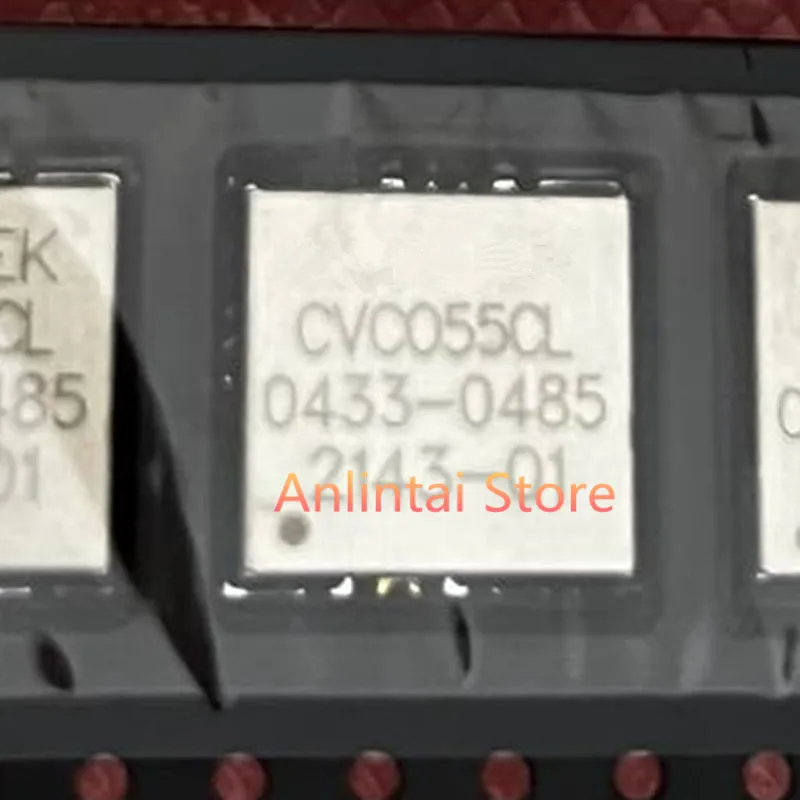 EK
CL
485
01
CVCO55CL
0433-0485
2143-01
Anlintai Store